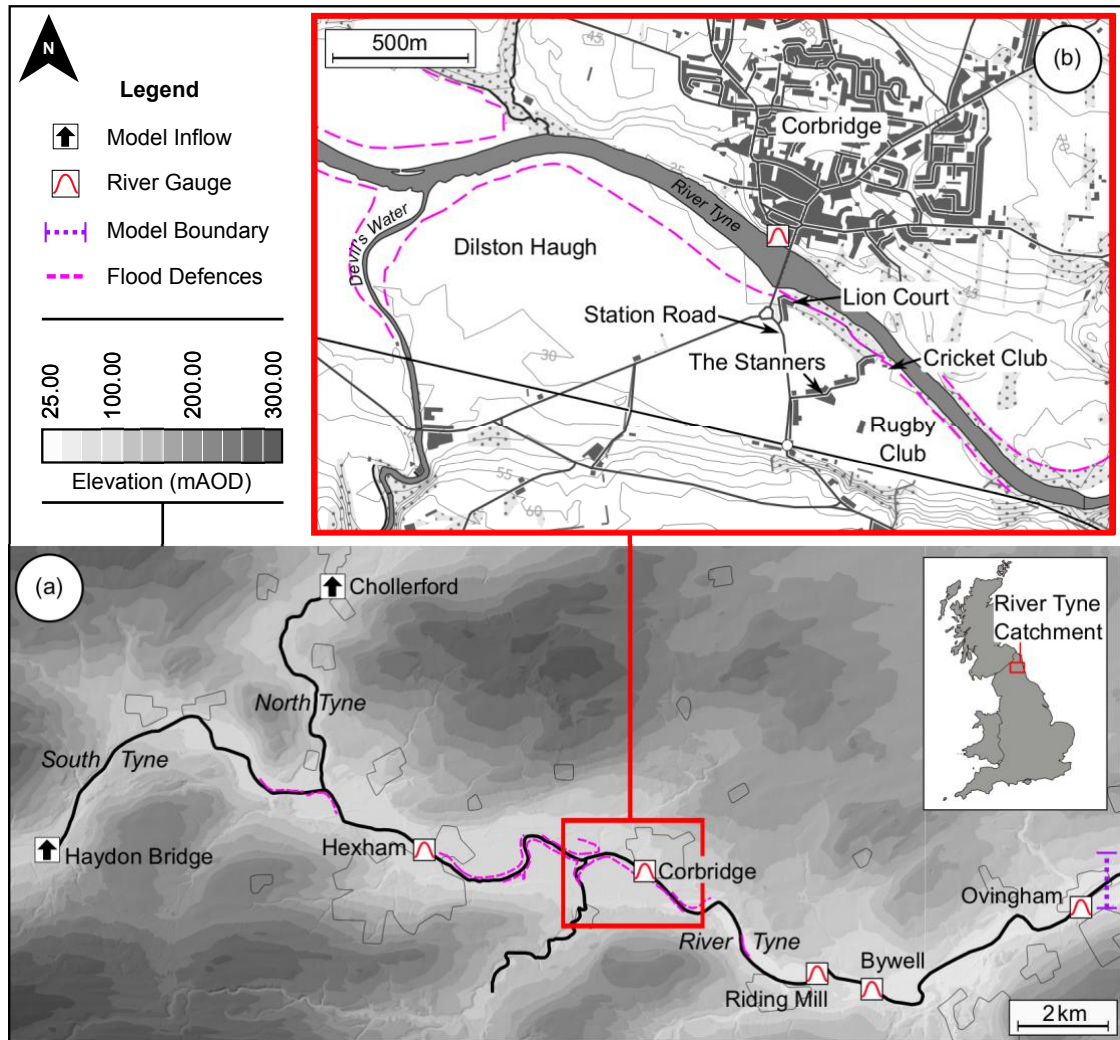 N
Legend
Model Inflow
River Gauge
Model Boundary
Flood Defences
25.00
100.00
200.00
300.00
Elevation (mAOD)
500m
(b)
45
50
Corbridge
25
River Tyne
Devil's Water
Dilston Haugh
45
Lion Court
Station Road
30
The Stanners
Cricket Club
Rugby
Club
55
60
(a)
Chollerford
River Tyne
Catchment
North Tyne
South Tyne
Haydon Bridge
Hexham
Corbridge
Ovingham
River Tyne
Bywell
Riding Mill
2km